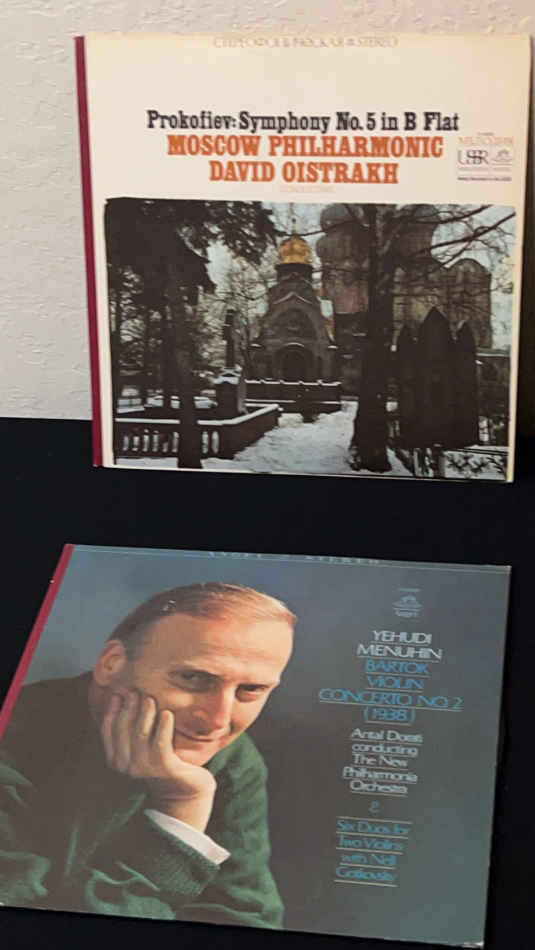 Prokofiev: Symphony No. 5 in B Flat
MOSCOW PHILHARMONIC
DAVID OISTRAKH
USSR
YEHUDI
MENUHIN
BARTOK
VIOLIN
CONCERTO NO. 2
(1938)
Antal Dorati
conducting
The New
Philharmonia
Orchestra
&
Six Duos for
Two Violins
with Nell
Gotkovsky